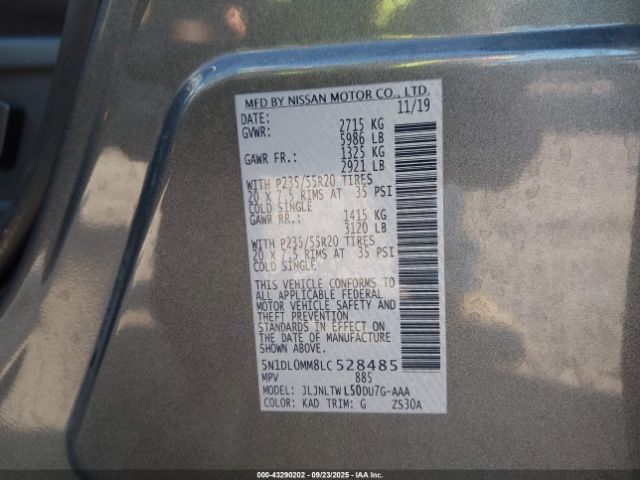 MFD BY NISSAN MOTOR CO., LTD.
DATE: 11/19
GVWR: 2715 KG
5986 LB
GAWR FR.: 1325 KG
2921 LB
WITH P235/55R20 TIRES
20 X 7.5 RIMS AT 35 PSI
COLD SINGLE
GAWR RR.: 1415 KG
3120 LB
WITH P235/55R20 TIRES
20 X 7.5 RIMS AT 35 PSI
COLD SINGLE
THIS VEHICLE CONFORMS TO
ALL APPLICABLE FEDERAL
MOTOR VEHICLE SAFETY AND
THEFT PREVENTION
STANDARDS IN EFFECT ON THE
DATE OF MANUFACTURE
SHOWN ABOVE.
5N1DL0MM8LC528485
MPV 885
MODEL: JLJNLTWL50DU7G-AAA
COLOR: KAD TRIM: G ZS30A
000-43290202 - 09/23/2025 - IAAI.COM